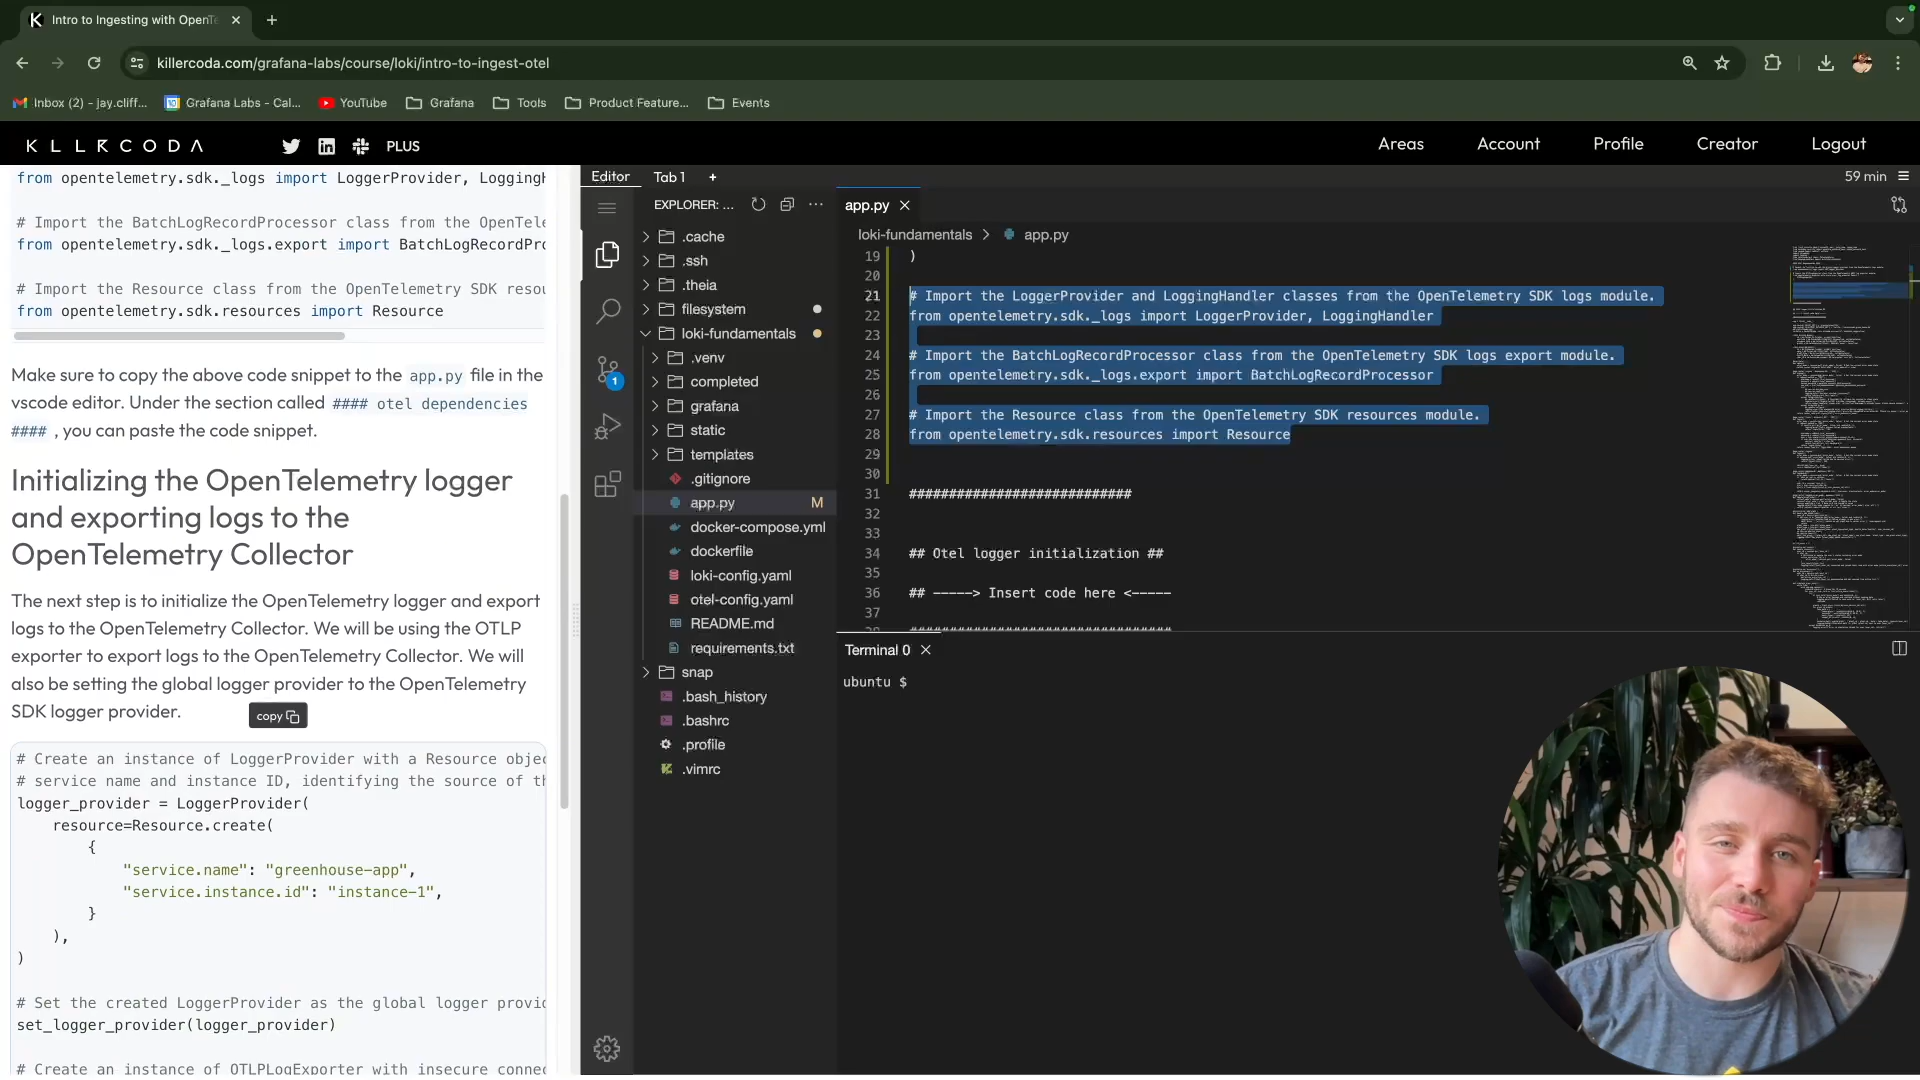 Intro to Ingesting with OpenTe
killercoda.com/grafana-labs/course/loki/intro-to-ingest-otel
Inbox (2) - jay.cliff...
Grafana Labs - Cal...
YouTube
Grafana
Tools
Product Feature...
Events
KLLRCODA
PLUS
Areas
Account
Profile
Creator
Logout
from opentelemetry.sdk._logs import LoggerProvider, LoggingH
# Import the BatchLogRecordProcessor class from the OpenTele
from opentelemetry.sdk._logs.export import BatchLogRecordPro
# Import the Resource class from the OpenTelemetry SDK resou
from opentelemetry.sdk.resources import Resource
Make sure to copy the above code snippet to the app.py file in the
vscode editor. Under the section called #### otel dependencies
#### , you can paste the code snippet.
Initializing the OpenTelemetry logger
and exporting logs to the
OpenTelemetry Collector
The next step is to initialize the OpenTelemetry logger and export
logs to the OpenTelemetry Collector. We will be using the OTLP
exporter to export logs to the OpenTelemetry Collector. We will
also be setting the global logger provider to the OpenTelemetry
SDK logger provider.
copy
# Create an instance of LoggerProvider with a Resource objec
# service name and instance ID, identifying the source of th
logger_provider = LoggerProvider(
resource=Resource.create(
{
"service.name": "greenhouse-app",
"service.instance.id": "instance-1",
}
),
)
# Set the created LoggerProvider as the global logger provid
set_logger_provider(logger_provider)
# Create an instance of OTLPLogExporter with insecure connec
Editor
Tab 1
+
59 min
EXPLORER: ...
.cache
.ssh
.theia
filesystem
loki-fundamentals
.venv
completed
grafana
static
templates
.gitignore
app.py M
docker-compose.yml
dockerfile
loki-config.yaml
otel-config.yaml
README.md
requirements.txt
snap
.bash_history
.bashrc
.profile
.vimrc
1
app.py
loki-fundamentals > app.py
19 )
20
21 # Import the LoggerProvider and LoggingHandler classes from the OpenTelemetry SDK logs module.
22 from opentelemetry.sdk._logs import LoggerProvider, LoggingHandler
23
24 # Import the BatchLogRecordProcessor class from the OpenTelemetry SDK logs export module.
25 from opentelemetry.sdk._logs.export import BatchLogRecordProcessor
26
27 # Import the Resource class from the OpenTelemetry SDK resources module.
28 from opentelemetry.sdk.resources import Resource
29
30
31 ############################
32
33
34 ## Otel logger initialization ##
35
36 ## -----> Insert code here <-----
37
Terminal 0
ubuntu $